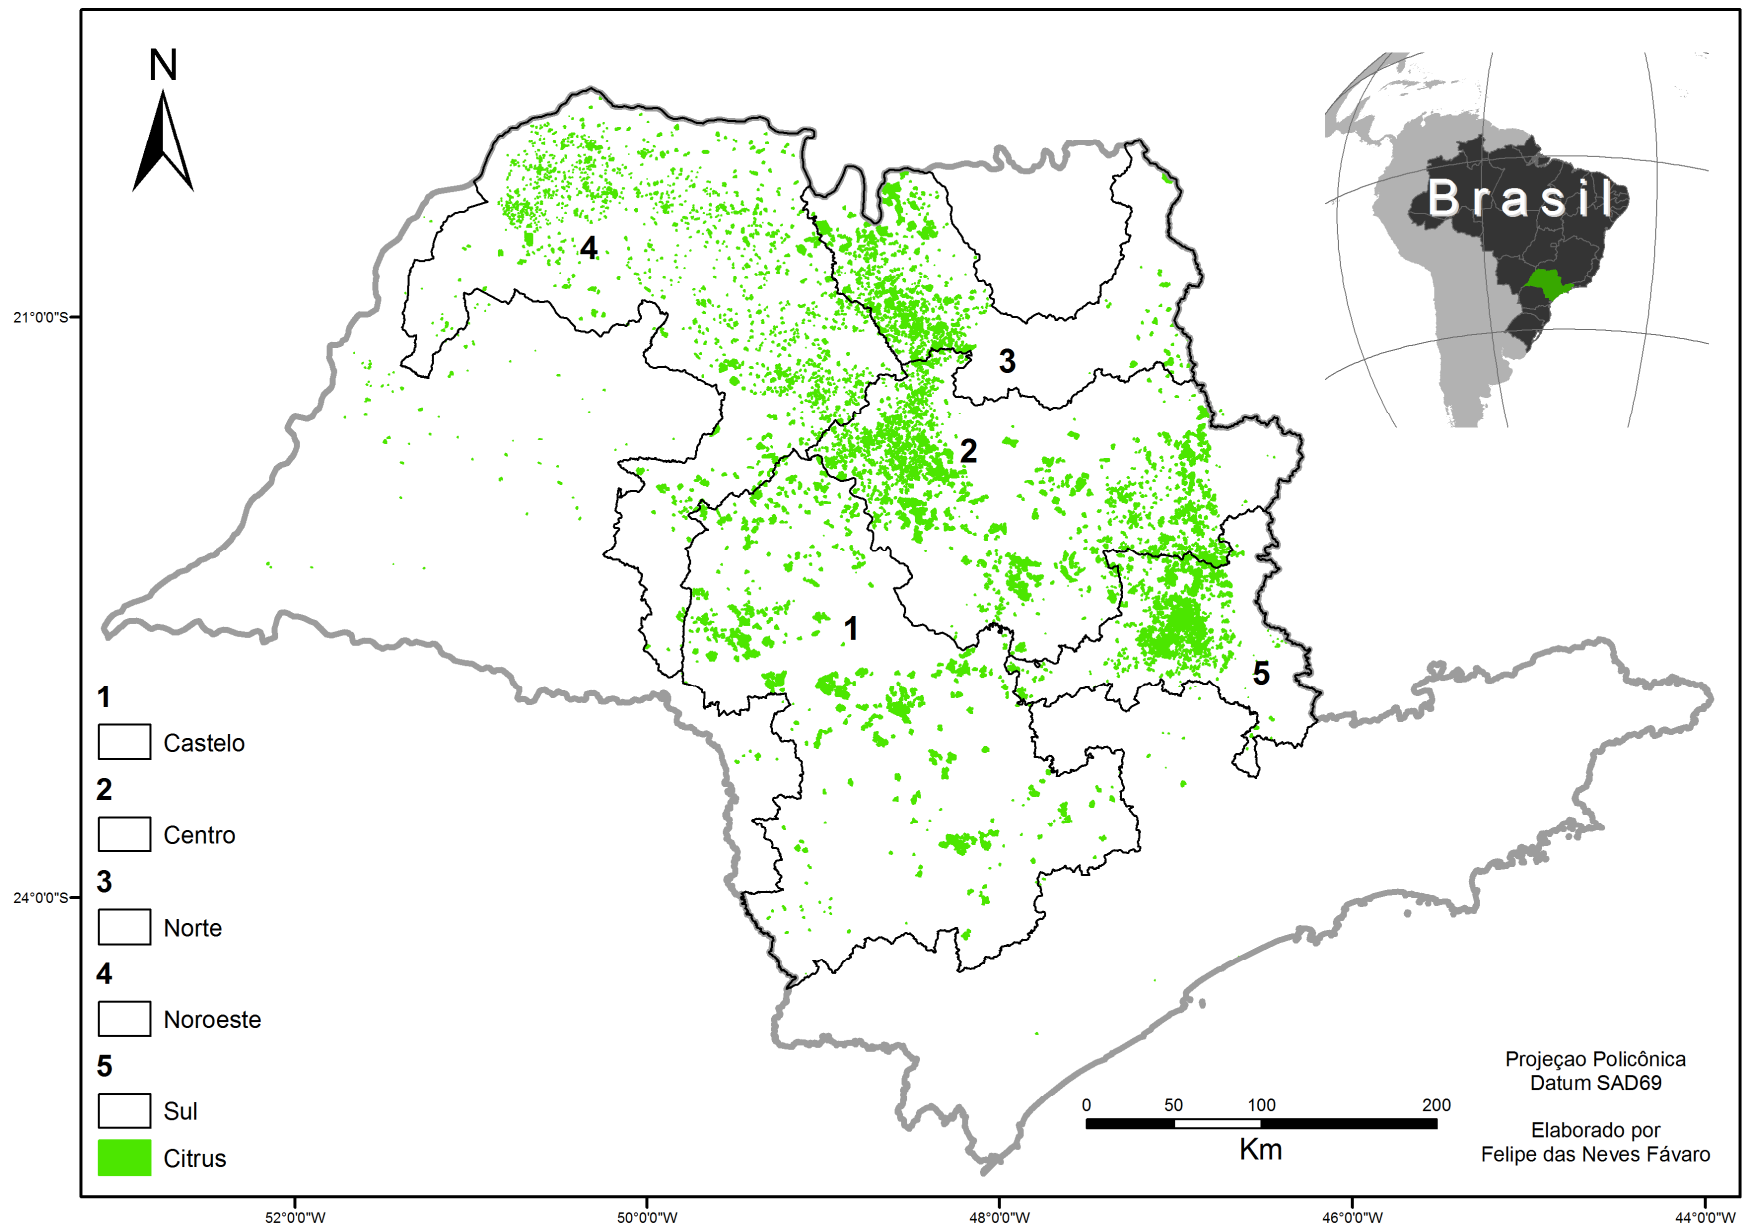 N
Brasil
4
3
2
1
5
21°0'0"S
24°0'0"S
1
Castelo
2
Centro
3
Norte
4
Noroeste
5
Sul
Citrus
Projeçao Policônica
Datum SAD69
0 50 100 200
Km
Elaborado por
Felipe das Neves Fávaro
52°0'0"W 50°0'0"W 48°0'0"W 46°0'0"W 44°0'0"W